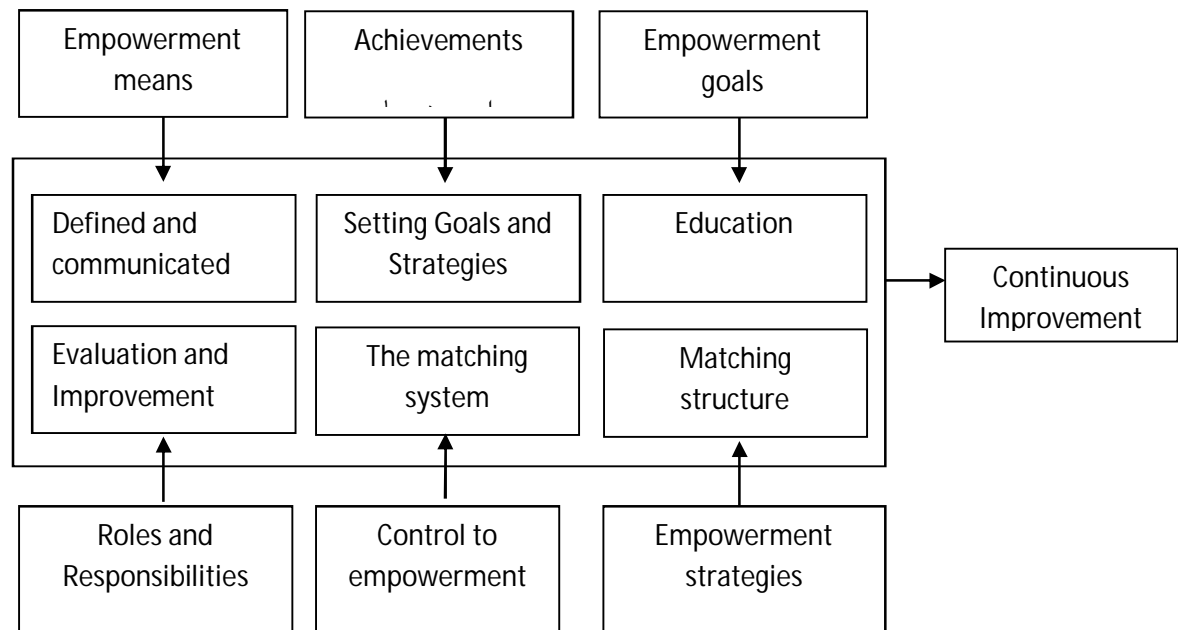 Empowerment
means
Achievements
Empowerment
goals
Defined and
communicated
Setting Goals and
Strategies
Education
Continuous
Improvement
Evaluation and
Improvement
The matching
system
Matching
structure
Roles and
Responsibilities
Control to
empowerment
Empowerment
strategies